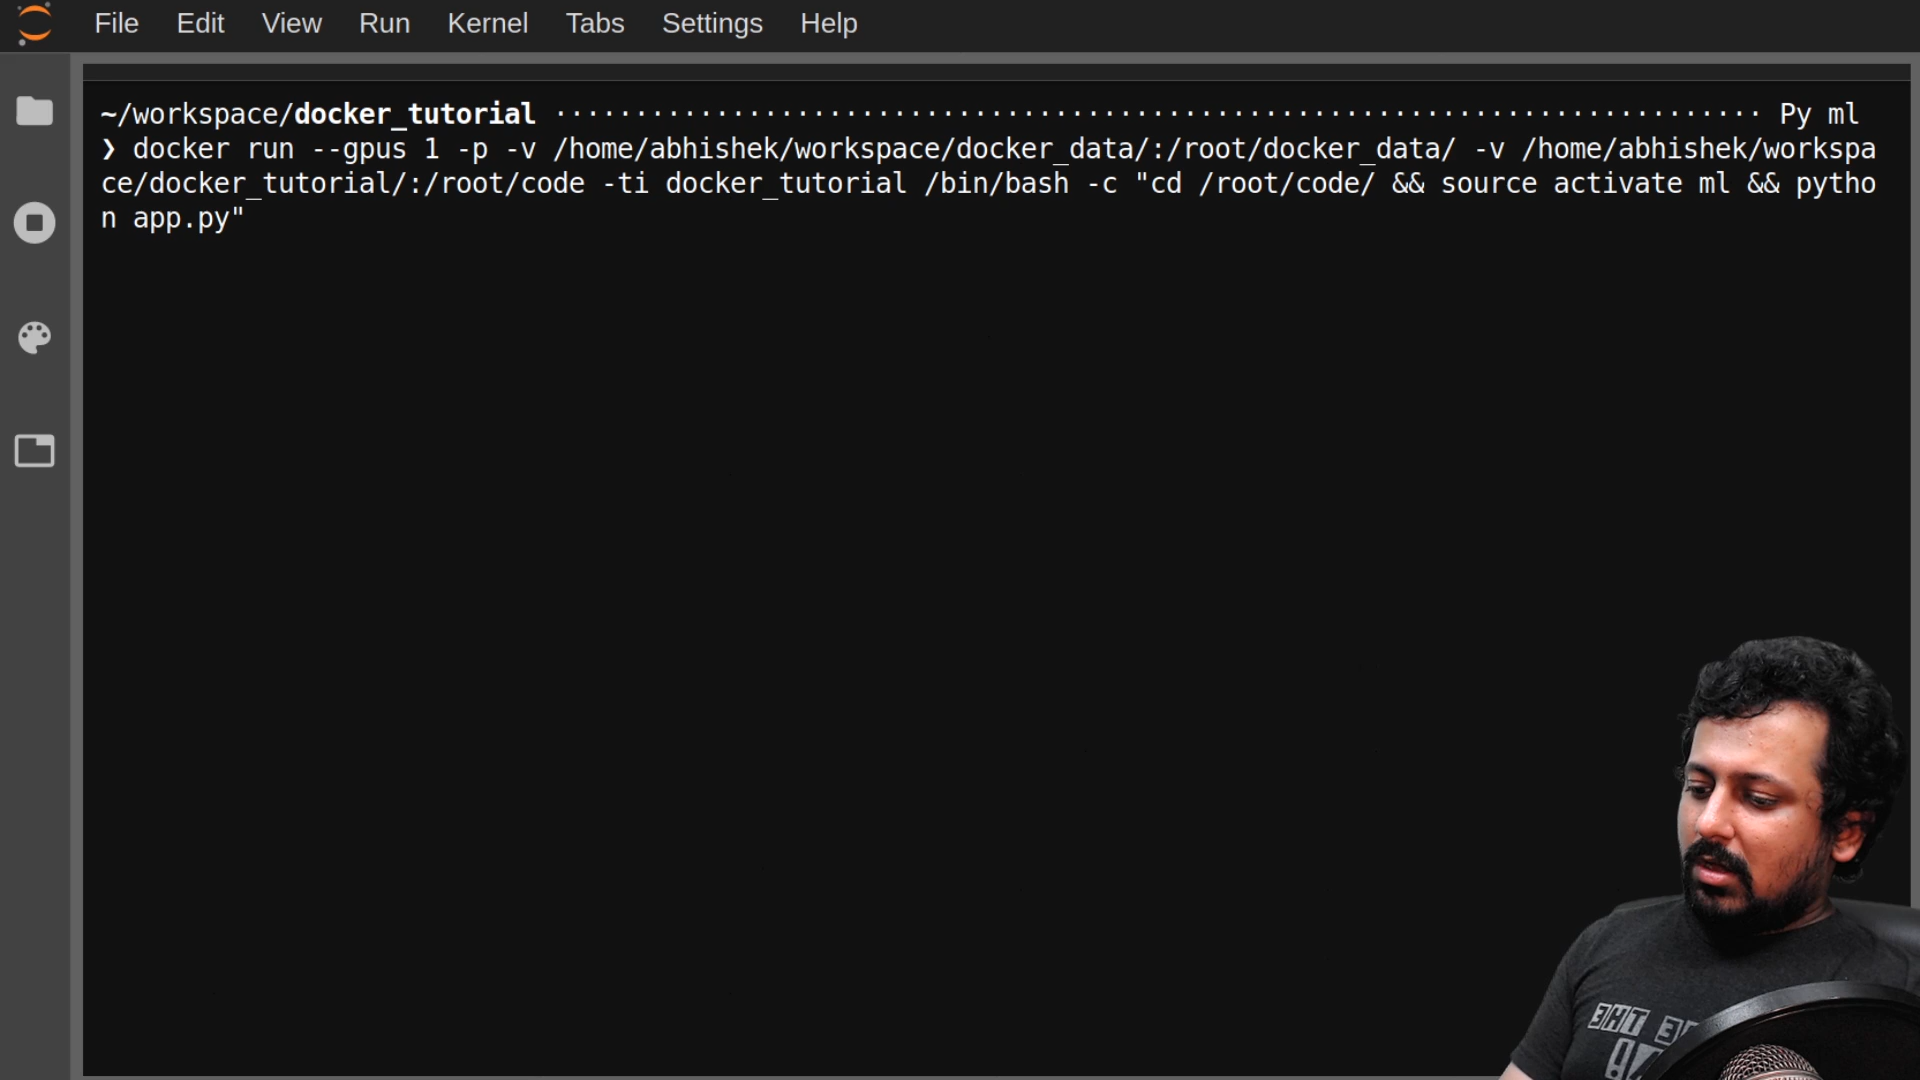 File Edit View Run Kernel Tabs Settings Help
~/workspace/docker_tutorial ··········································································· Py ml
❯ docker run --gpus 1 -p -v /home/abhishek/workspace/docker_data/:/root/docker_data/ -v /home/abhishek/workspa
ce/docker_tutorial/:/root/code -ti docker_tutorial /bin/bash -c "cd /root/code/ && source activate ml && pytho
n app.py"